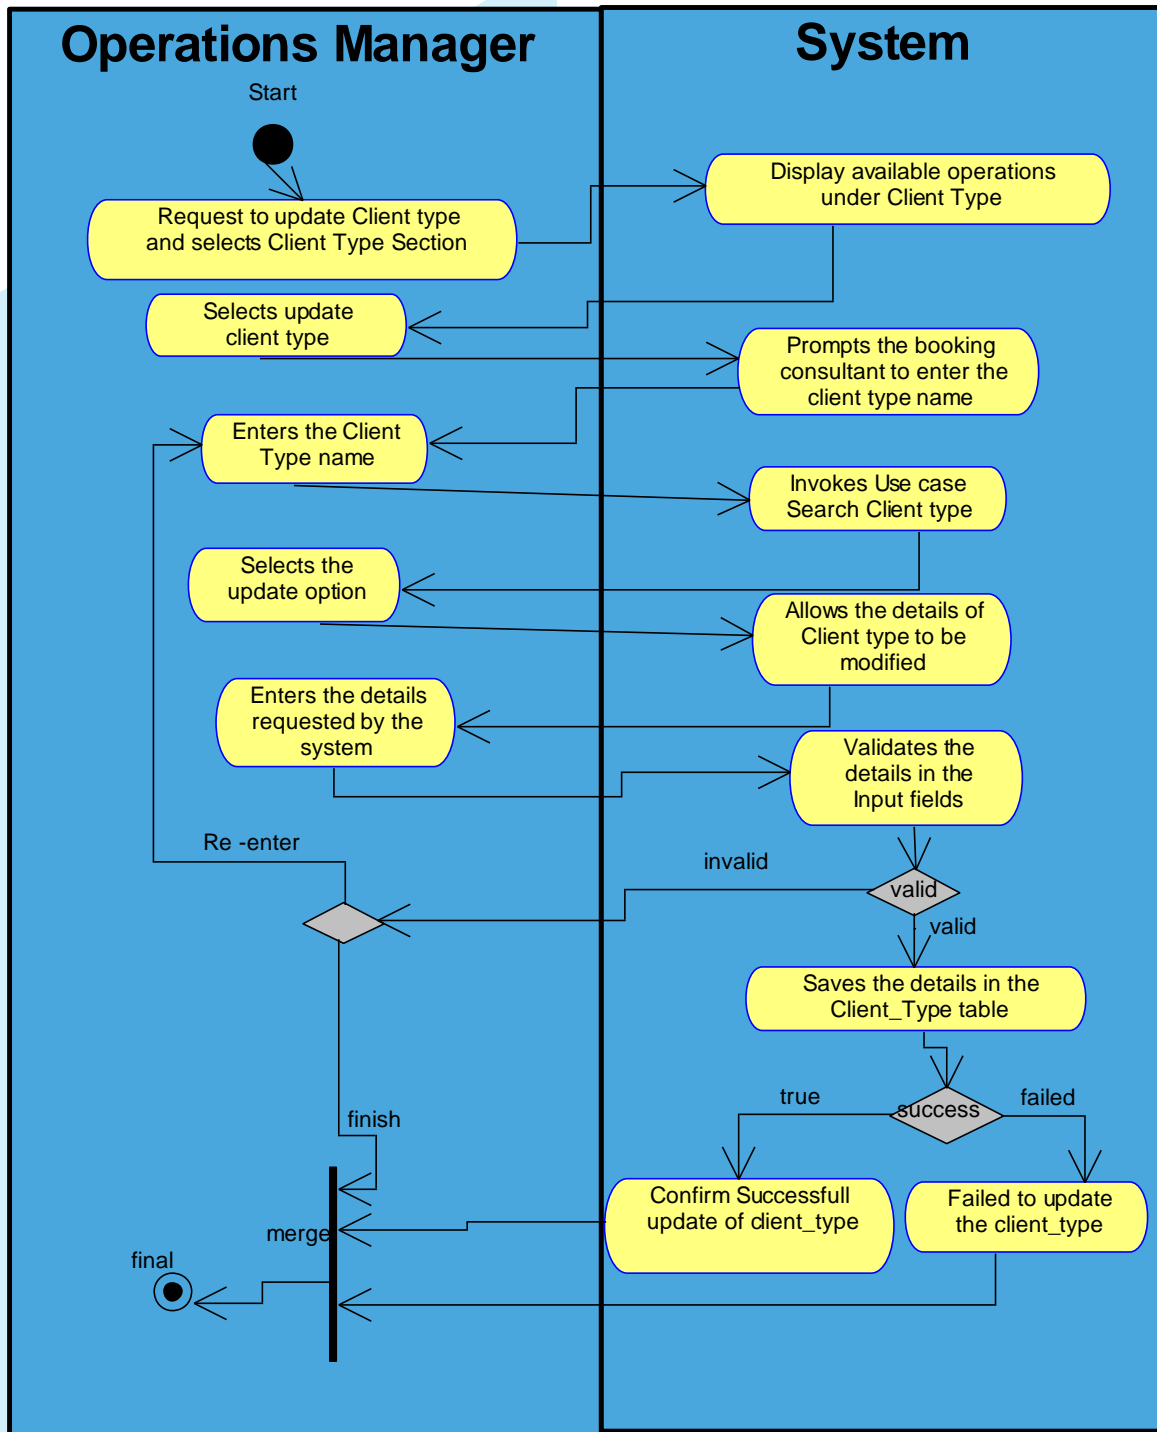 Operations Manager
System
Start
Display available operations
under Client Type
Request to update Client type
and selects Client Type Section
Selects update
client type
Prompts the booking
consultant to enter the
client type name
Enters the Client
Type name
Invokes Use case
Search Client type
Selects the
update option
Allows the details of
Client type to be
modified
Enters the details
requested by the
system
Validates the
details in the
Input fields
Re -enter
invalid
valid
valid
Saves the details in the
Client_Type table
true
success
failed
finish
Confirm Successfull
update of client_type
Failed to update
the client_type
merge
final